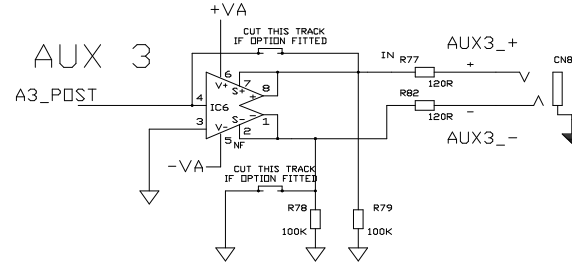 +VA
CUT THIS TRACK
IF OPTION FITTED
AUX 3
AUX3_+
IN
R77
+
CN8
6
V+
7
S+
8
+
120R
A3_POST
4
IC6
R82
3
S-
-
1
V-
2
120R
-
5
NF
AUX3_-
-VA
CUT THIS TRACK
IF OPTION FITTED
R78
R79
100K
100K